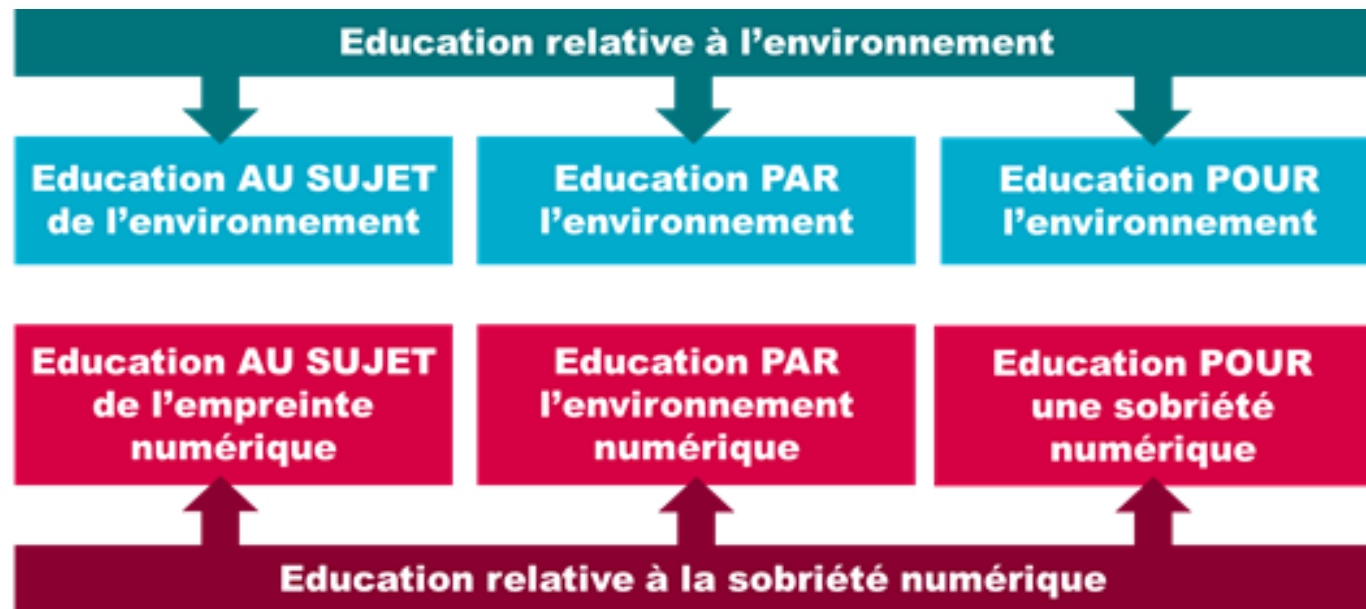 Education relative à l’environnement
Education AU SUJET
de l’environnement
Education PAR
l’environnement
Education POUR
l’environnement
Education AU SUJET
de l’empreinte
numérique
Education PAR
l’environnement
numérique
Education POUR
une sobriété
numérique
Education relative à la sobriété numérique